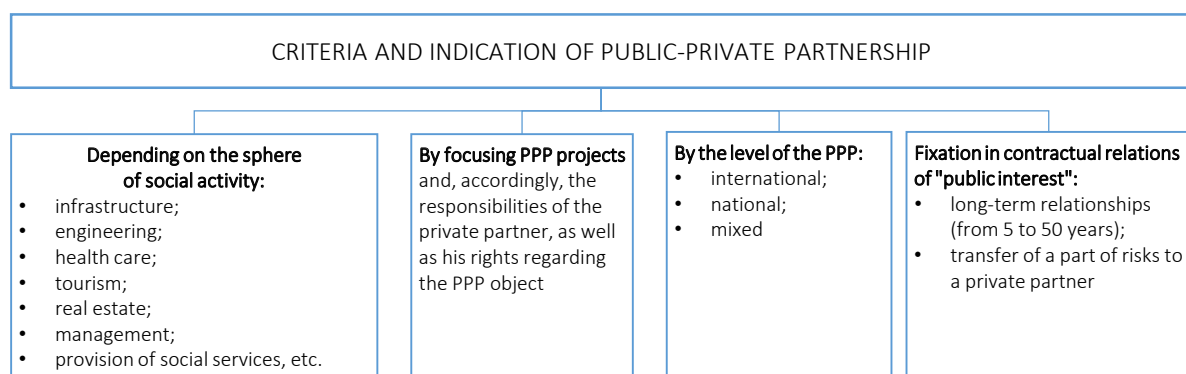 CRITERIA AND INDICATION OF PUBLIC-PRIVATE PARTNERSHIP
Depending on the sphere
of social activity:
• infrastructure;
• engineering;
• health care;
• tourism;
• real estate;
• management;
• provision of social services, etc.
By focusing PPP projects
and, accordingly, the
responsibilities of the
private partner, as well
as his rights regarding
the PPP object
By the level of the PPP:
• international;
• national;
• mixed
Fixation in contractual relations
of "public interest":
• long-term relationships
(from 5 to 50 years);
• transfer of a part of risks to
a private partner